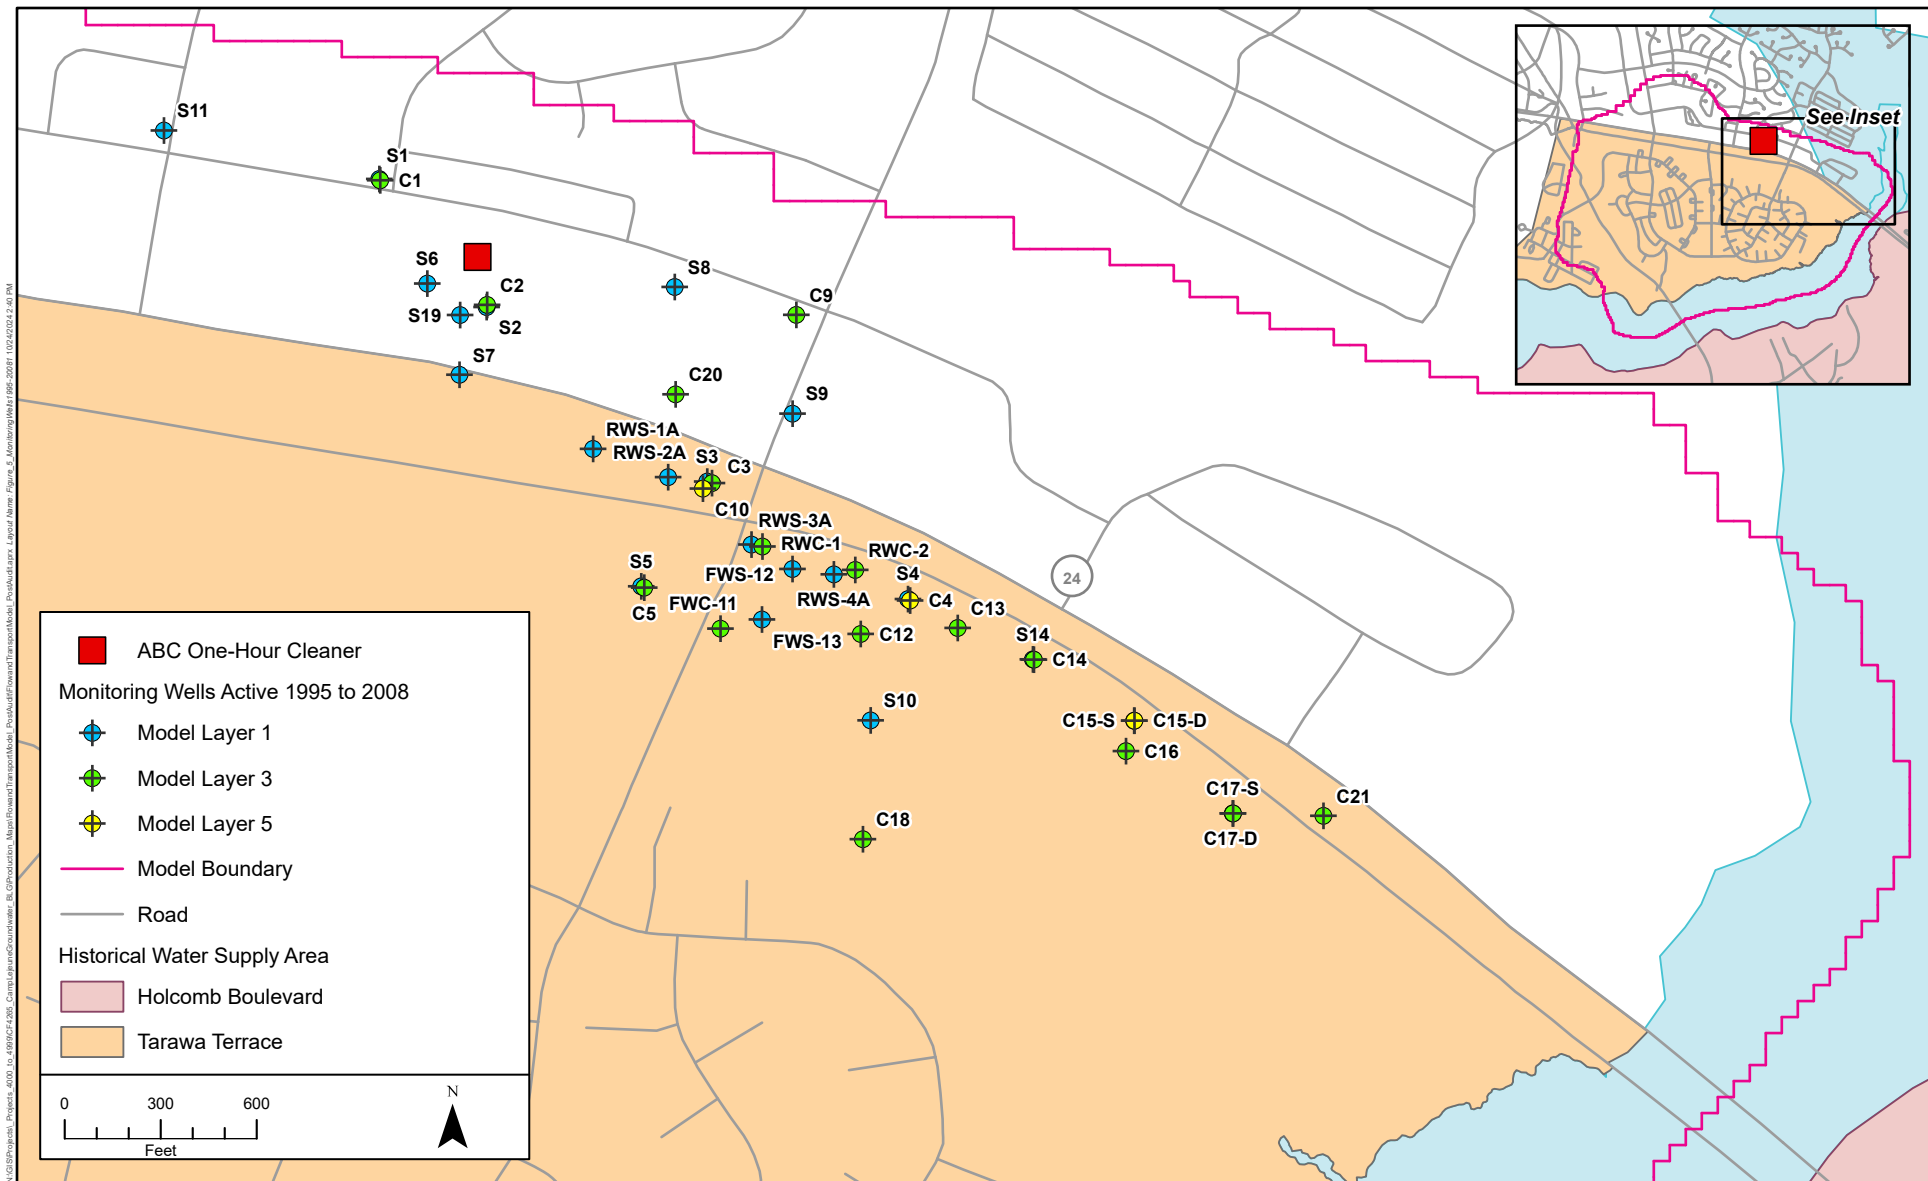 See Inset
S11
S1
C1
S6
C2
S8
S19
S2
C9
S7
C20
S9
RWS-1A
RWS-2A
S3
C3
C10
RWS-3A
RWC-1
RWC-2
FWS-12
S5
S4
24
RWS-4A
C4
C5
FWC-11
C13
FWS-13
C12
S14
C14
S10
C15-S
C15-D
C16
C17-S
C21
C18
C17-D
ABC One-Hour Cleaner
Monitoring Wells Active 1995 to 2008
Model Layer 1
Model Layer 3
Model Layer 5
Model Boundary
Road
Historical Water Supply Area
Holcomb Boulevard
Tarawa Terrace
0 300 600
Feet
N